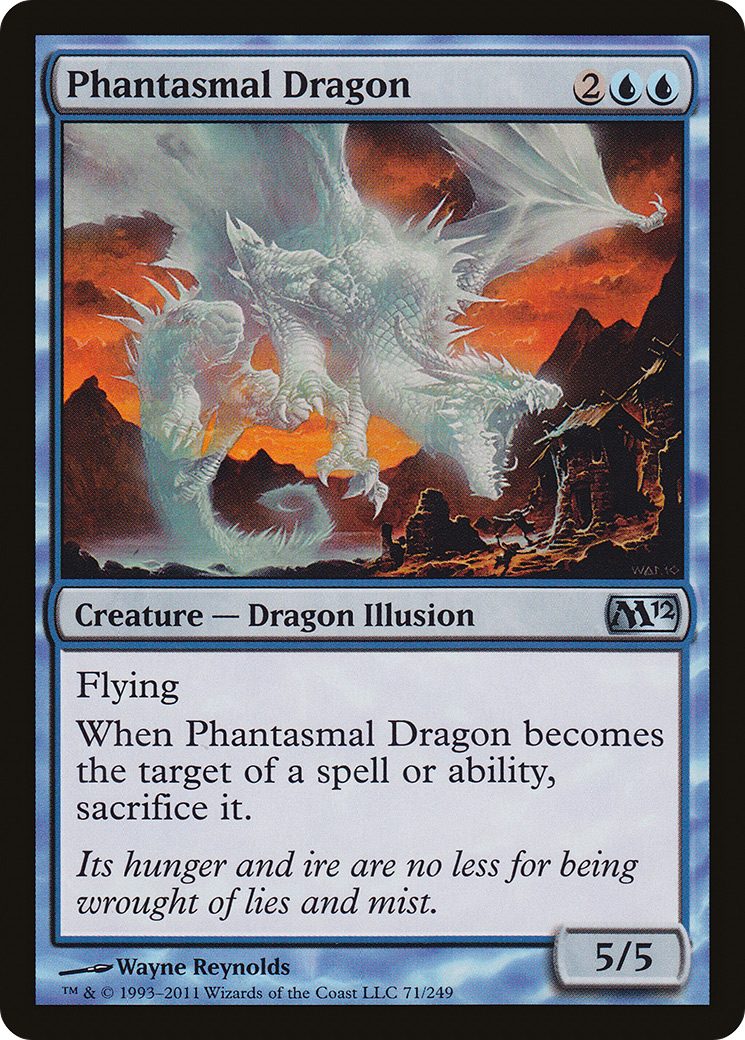 Phantasmal Dragon 2
WAR.10
Creature — Dragon Illusion M12
Flying
When Phantasmal Dragon becomes
the target of a spell or ability,
sacrifice it.
Its hunger and ire are no less for being
wrought of lies and mist.
5/5
Wayne Reynolds
™ & © 1993–2011 Wizards of the Coast LLC 71/249